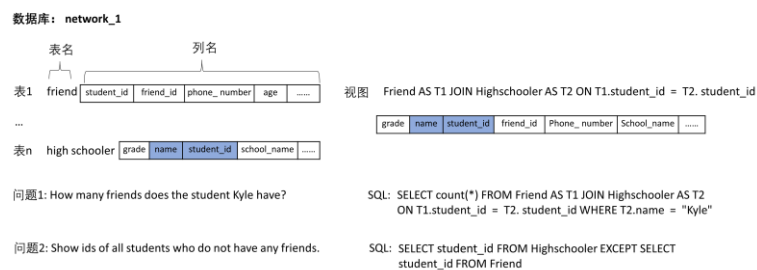 数据库： network_1
表名
列名
表1 friend student_id friend_id phone_ number age ……
视图 Friend AS T1 JOIN Highschooler AS T2 ON T1.student_id = T2. student_id
…
grade name student_id friend_id Phone_ number School_name ……
表n high schooler grade name student_id school_name ……
问题1: How many friends does the student Kyle have?
SQL: SELECT count(*) FROM Friend AS T1 JOIN Highschooler AS T2
ON T1.student_id = T2. student_id WHERE T2.name = "Kyle"
问题2: Show ids of all students who do not have any friends.
SQL: SELECT student_id FROM Highschooler EXCEPT SELECT
student_id FROM Friend